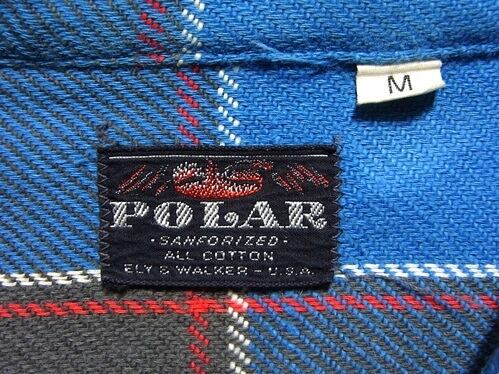 M
POLAR
· SANFORIZED ·
ALL COTTON
ELY & WALKER - U.S.A.